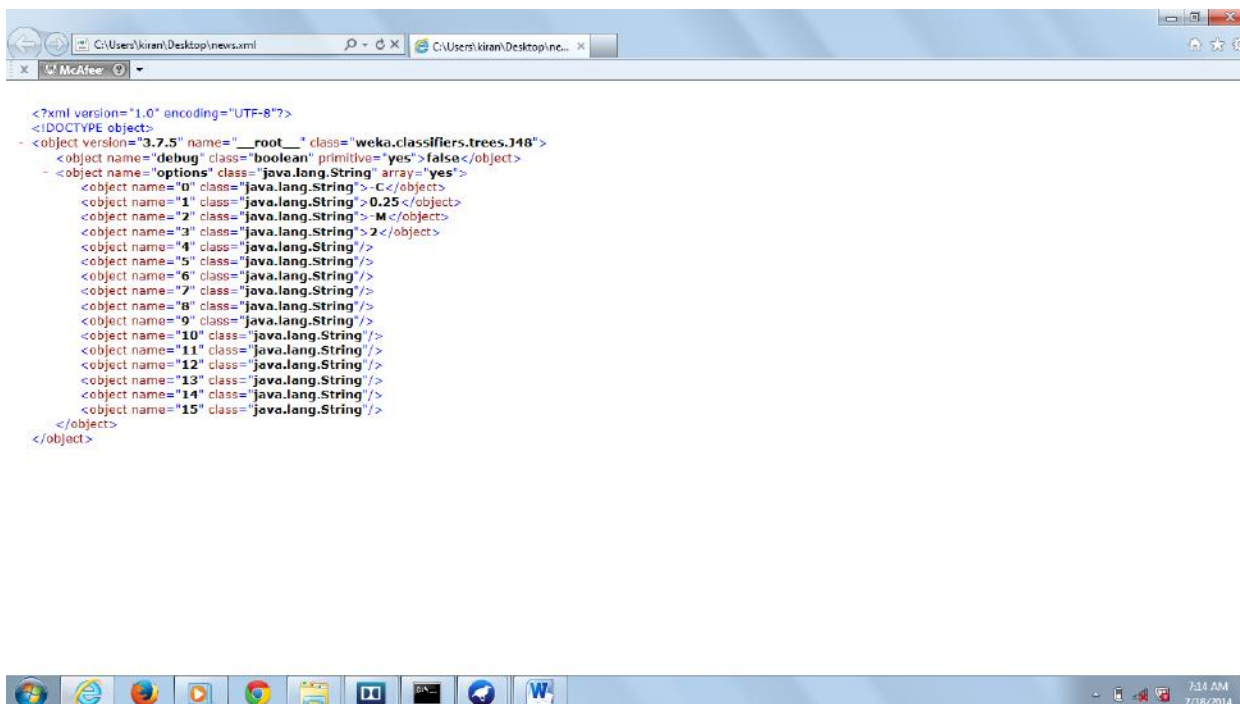 C:\Users\kiran\Desktop\news.xml
C:\Users\kiran\Desktop\ne...
McAfee
<?xml version="1.0" encoding="UTF-8"?>
<!DOCTYPE object>
- <object version="3.7.5" name="__root__" class="weka.classifiers.trees.J48">
<object name="debug" class="boolean" primitive="yes">false</object>
- <object name="options" class="java.lang.String" array="yes">
<object name="0" class="java.lang.String">-C</object>
<object name="1" class="java.lang.String">0.25</object>
<object name="2" class="java.lang.String">-M</object>
<object name="3" class="java.lang.String">2</object>
<object name="4" class="java.lang.String"/>
<object name="5" class="java.lang.String"/>
<object name="6" class="java.lang.String"/>
<object name="7" class="java.lang.String"/>
<object name="8" class="java.lang.String"/>
<object name="9" class="java.lang.String"/>
<object name="10" class="java.lang.String"/>
<object name="11" class="java.lang.String"/>
<object name="12" class="java.lang.String"/>
<object name="13" class="java.lang.String"/>
<object name="14" class="java.lang.String"/>
<object name="15" class="java.lang.String"/>
</object>
</object>
7:14 AM
7/18/2014